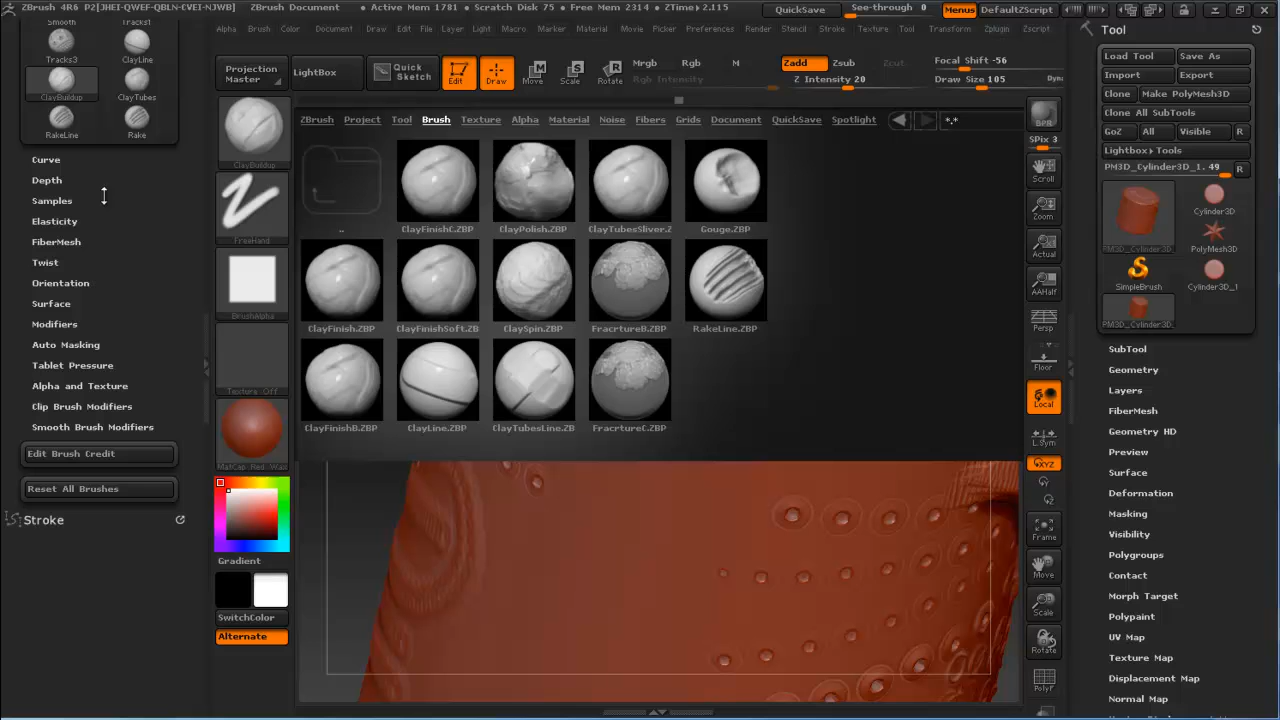 ZBrush 4R6 P2[JHEI-QWEF-QBLN-CVEI-NJWB] ZBrush Document • Active Mem 1781 • Scratch Disk 75 • Free Mem 2314 • ZTime▸2.115 QuickSave See-through 0 Menus DefaultZScript
Alpha Brush Color Document Draw Edit File Layer Light Macro Marker Material Movie Picker Preferences Render Stencil Stroke Texture Tool Transform Zplugin Zscript
Smooth Tracks1
Tracks3 ClayLine
ClayBuildup ClayTubes
RakeLine Rake
Curve
Depth
Samples
Elasticity
FiberMesh
Twist
Orientation
Surface
Modifiers
Auto Masking
Tablet Pressure
Alpha and Texture
Clip Brush Modifiers
Smooth Brush Modifiers
Edit Brush Credit
Reset All Brushes
Stroke
Projection Master
LightBox
Quick Sketch
Edit Draw Move Scale Rotate
Mrgb Rgb M
Rgb Intensity
Zadd Zsub Zcut
Z Intensity 20
Focal Shift -56
Draw Size 105 Dyn
ClayBuildup
FreeHand
BrushAlpha
Texture Off
MatCap Red Wax
Gradient
SwitchColor
Alternate
ZBrush Project Tool Brush Texture Alpha Material Noise Fibers Grids Document QuickSave Spotlight *.*
.. ClayFinishC.ZBP ClayPolish.ZBP ClayTubesSliver.Z Gouge.ZBP
ClayFinish.ZBP ClayFinishSoft.ZB ClaySpin.ZBP FracrtureB.ZBP RakeLine.ZBP
ClayFinishB.ZBP ClayLine.ZBP ClayTubesLine.ZB FracrtureC.ZBP
BPR
SPix 3
Scroll
Zoom
Actual
AAHalf
Persp
Floor
Local
L.Sym
XYZ
Frame
Move
Scale
Rotate
PolyF
Tool
Load Tool Save As
Import Export
Clone Make PolyMesh3D
Clone All SubTools
GoZ All Visible R
Lightbox▸Tools
PM3D_Cylinder3D_1. 49 R
PM3D_Cylinder3D_ Cylinder3D
PolyMesh3D
SimpleBrush Cylinder3D_1
PM3D_Cylinder3D_
SubTool
Geometry
Layers
FiberMesh
Geometry HD
Preview
Surface
Deformation
Masking
Visibility
Polygroups
Contact
Morph Target
Polypaint
UV Map
Texture Map
Displacement Map
Normal Map